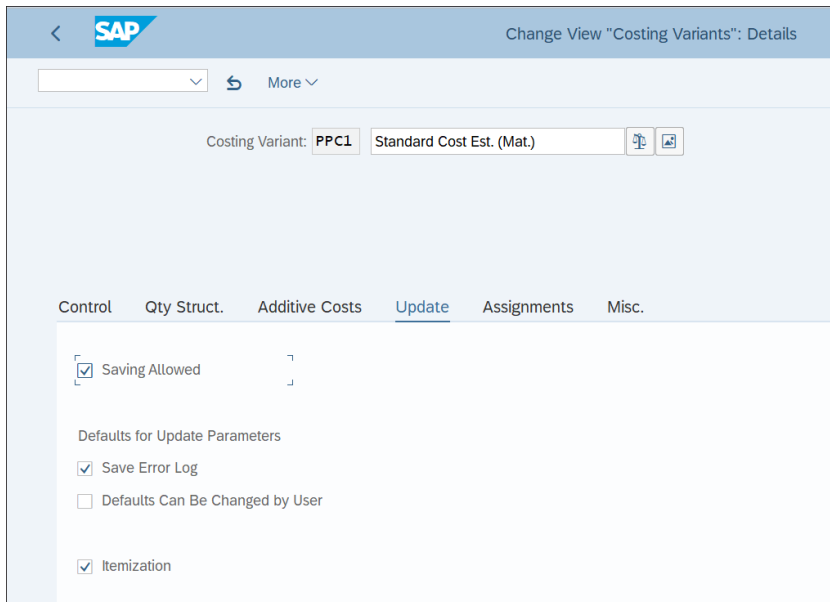 SAP Change View "Costing Variants": Details
More
Costing Variant: PPC1 Standard Cost Est. (Mat.)
Control Qty Struct. Additive Costs Update Assignments Misc.
Saving Allowed
Defaults for Update Parameters
Save Error Log
Defaults Can Be Changed by User
Itemization